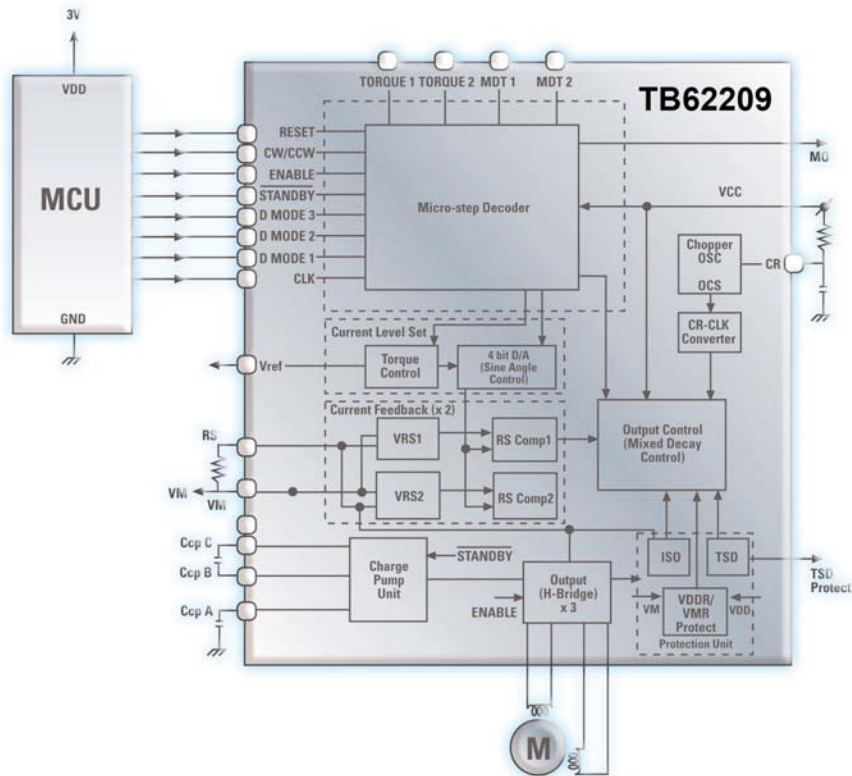 3V
VDD
MCU
GND
TORQUE 1 TORQUE 2 MDT 1 MDT 2
TB62209
RESET
CW/CCW
ENABLE
STANDBY
D MODE 3
D MODE 2
D MODE 1
CLK
Micro-step Decoder
MO
VCC
Chopper
OSC
OCS
CR
CR-CLK
Converter
Current Level Set
Vref
Torque
Control
4 bit D/A
(Sine Angle
Control)
Current Feedback (x 2)
RS
VM
VM
VRS1
RS Comp1
VRS2
RS Comp2
Output Control
(Mixed Decay
Control)
Ccp C
Ccp B
Ccp A
Charge
Pump
Unit
STANDBY
ENABLE
Output
(H-Bridge)
x 3
ISO
TSD
TSD
Protect
VM
VDDR/
VMR
Protect
VDD
Protection Unit
M